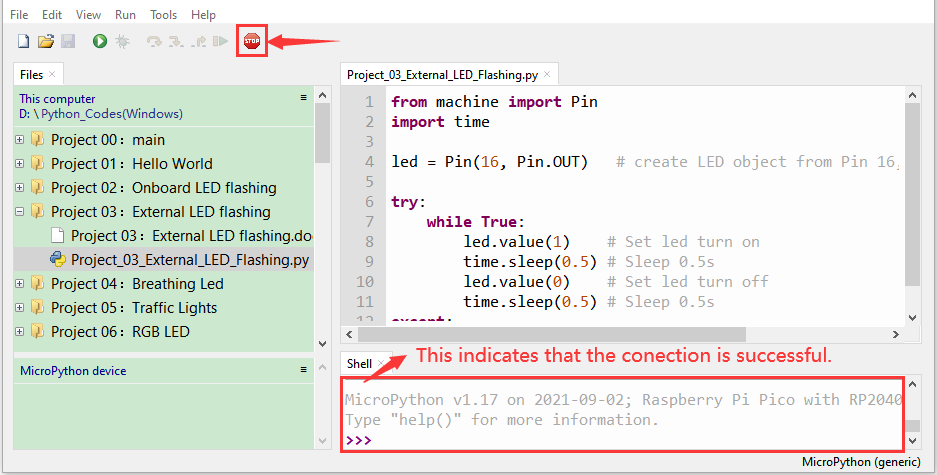 File Edit View Run Tools Help
STOP
Files ×
This computer
D: \ Python_Codes(Windows)
Project 00：main
Project 01：Hello World
Project 02：Onboard LED flashing
Project 03：External LED flashing
Project 03：External LED flashing.do
Project_03_External_LED_Flashing.py
Project 04：Breathing Led
Project 05：Traffic Lights
Project 06：RGB LED
MicroPython device
Project_03_External_LED_Flashing.py ×
1 from machine import Pin
2 import time
3
4 led = Pin(16, Pin.OUT) # create LED object from Pin 16,
5
6 try:
7 while True:
8 led.value(1) # Set led turn on
9 time.sleep(0.5) # Sleep 0.5s
10 led.value(0) # Set led turn off
11 time.sleep(0.5) # Sleep 0.5s
12 except:
This indicates that the conection is successful.
Shell ×
MicroPython v1.17 on 2021-09-02; Raspberry Pi Pico with RP2040
Type "help()" for more information.
>>>
MicroPython (generic)